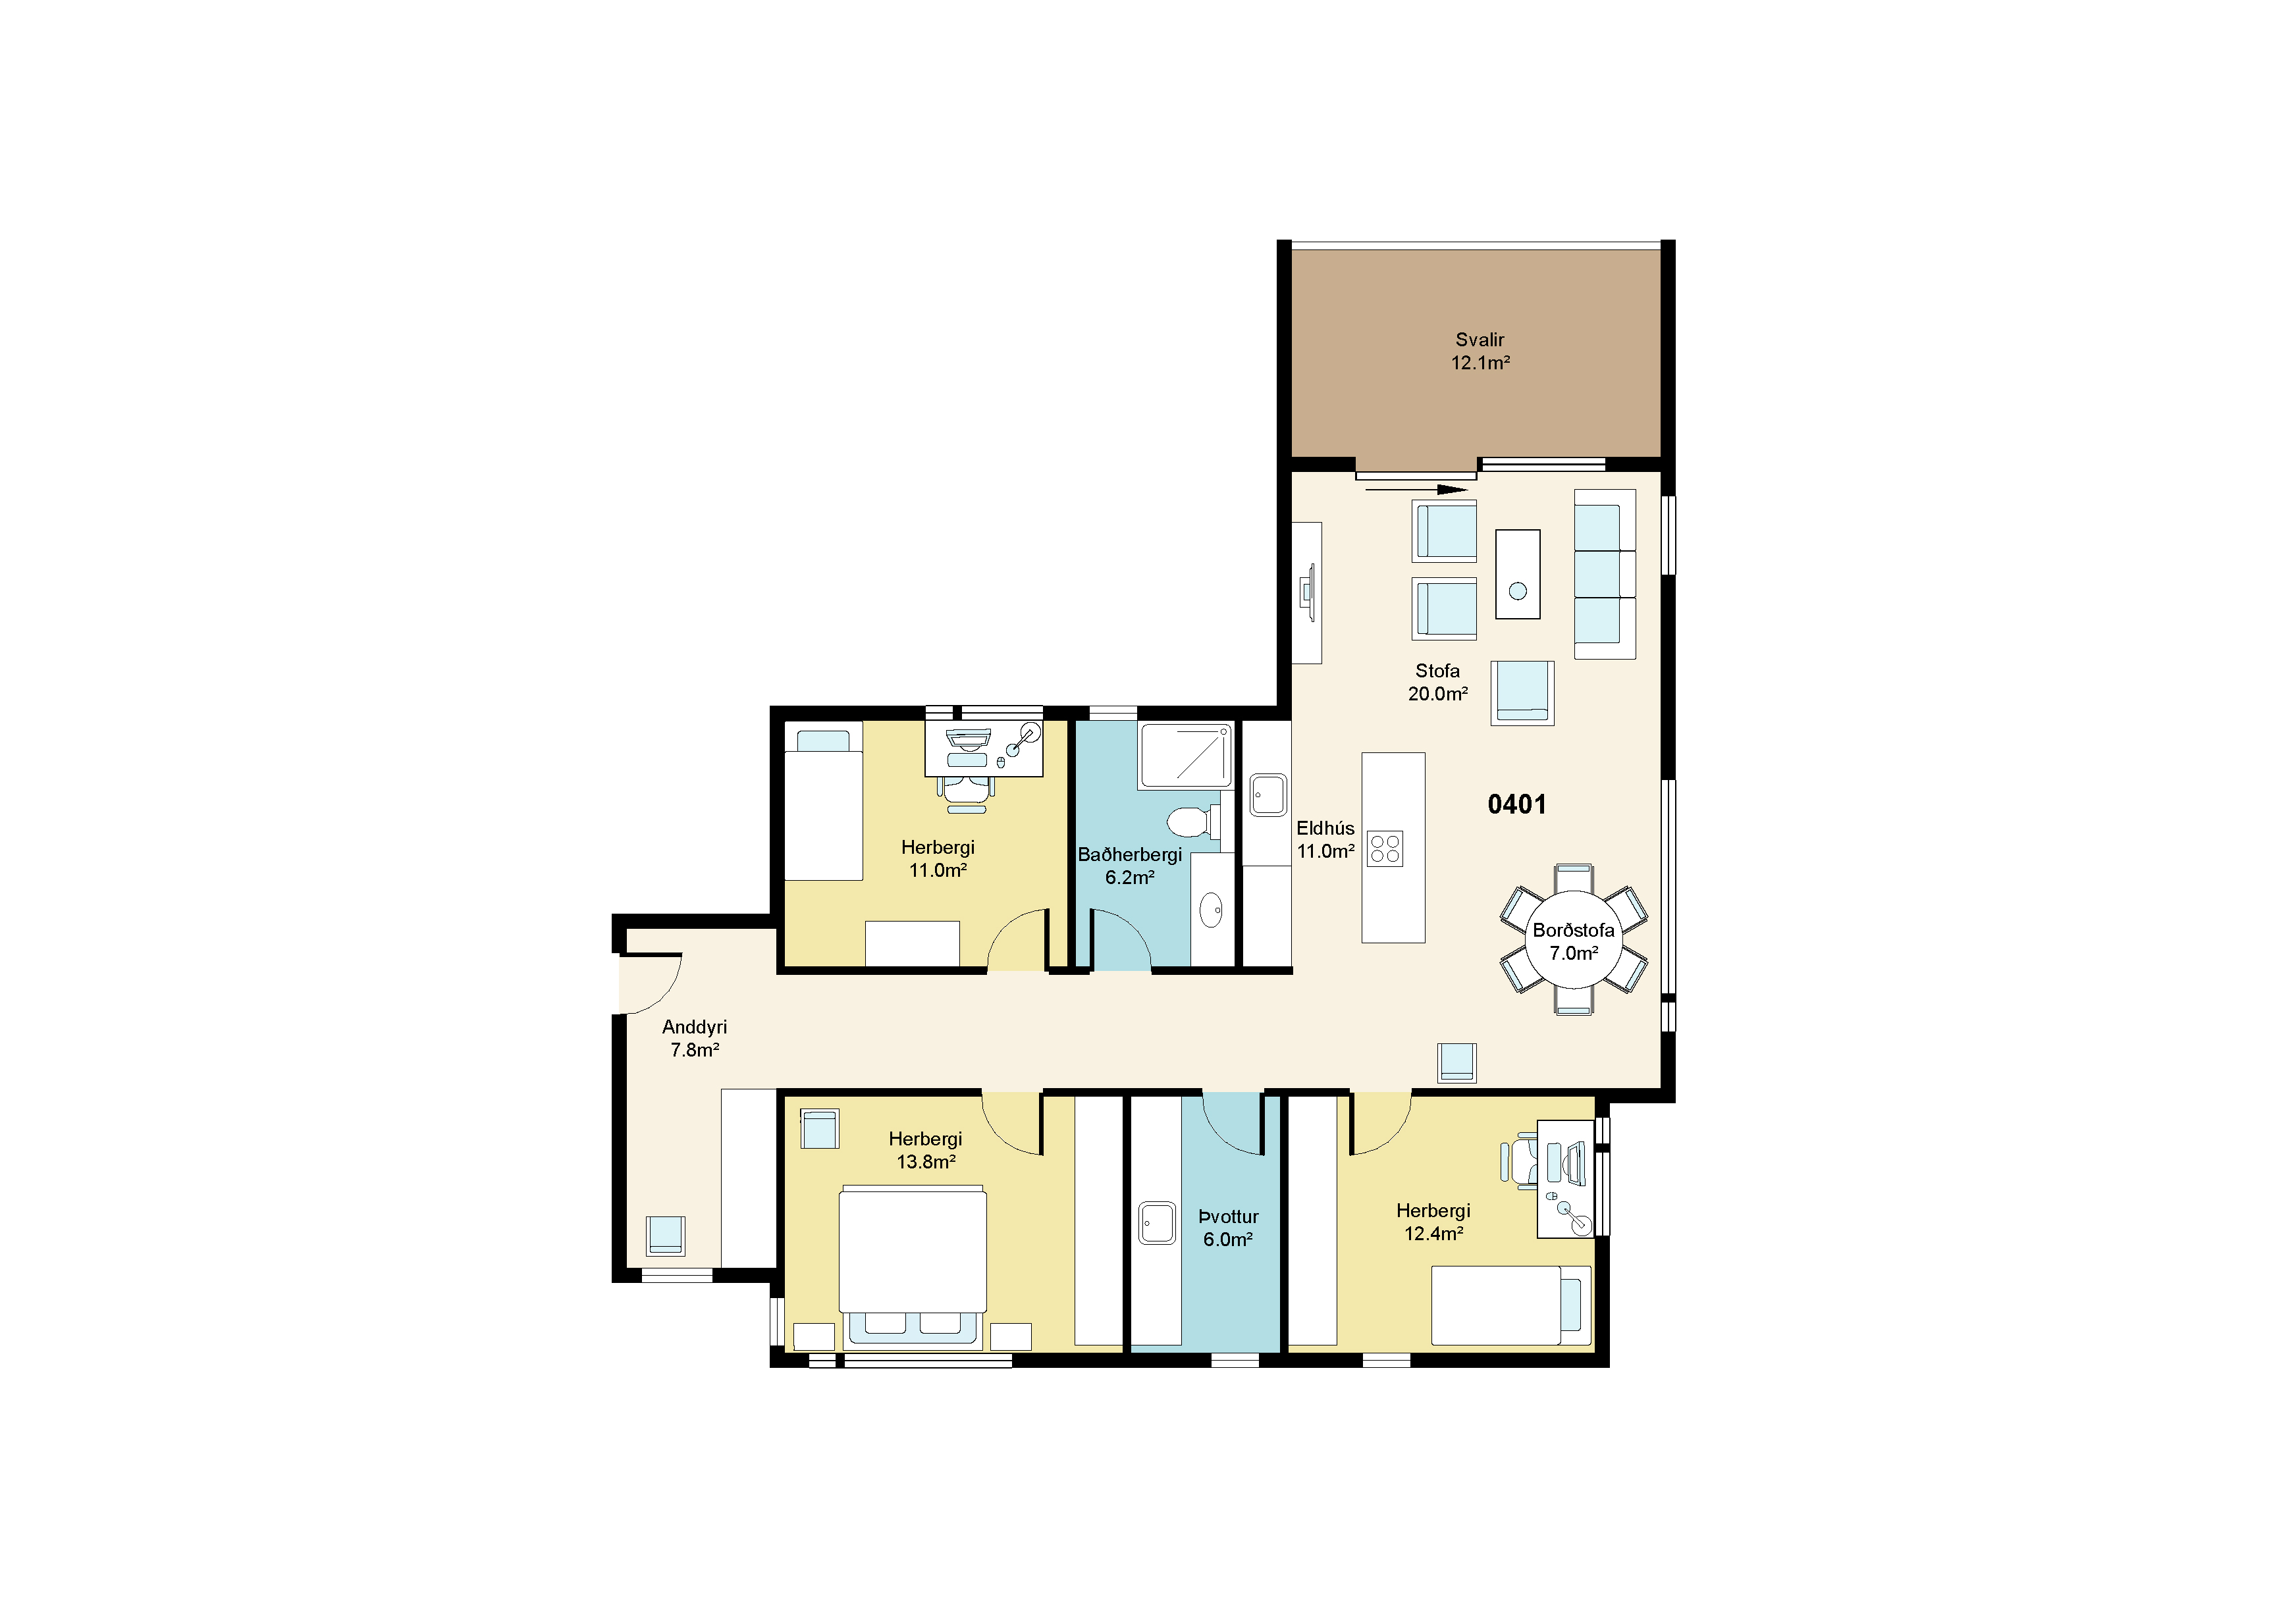 Svalir
12.1m²
Stofa
20.0m²
0401
Eldhús
11.0m²
Herbergi
11.0m²
Baðherbergi
6.2m²
Borðstofa
7.0m²
Anddyri
7.8m²
Herbergi
13.8m²
Þvottur
6.0m²
Herbergi
12.4m²